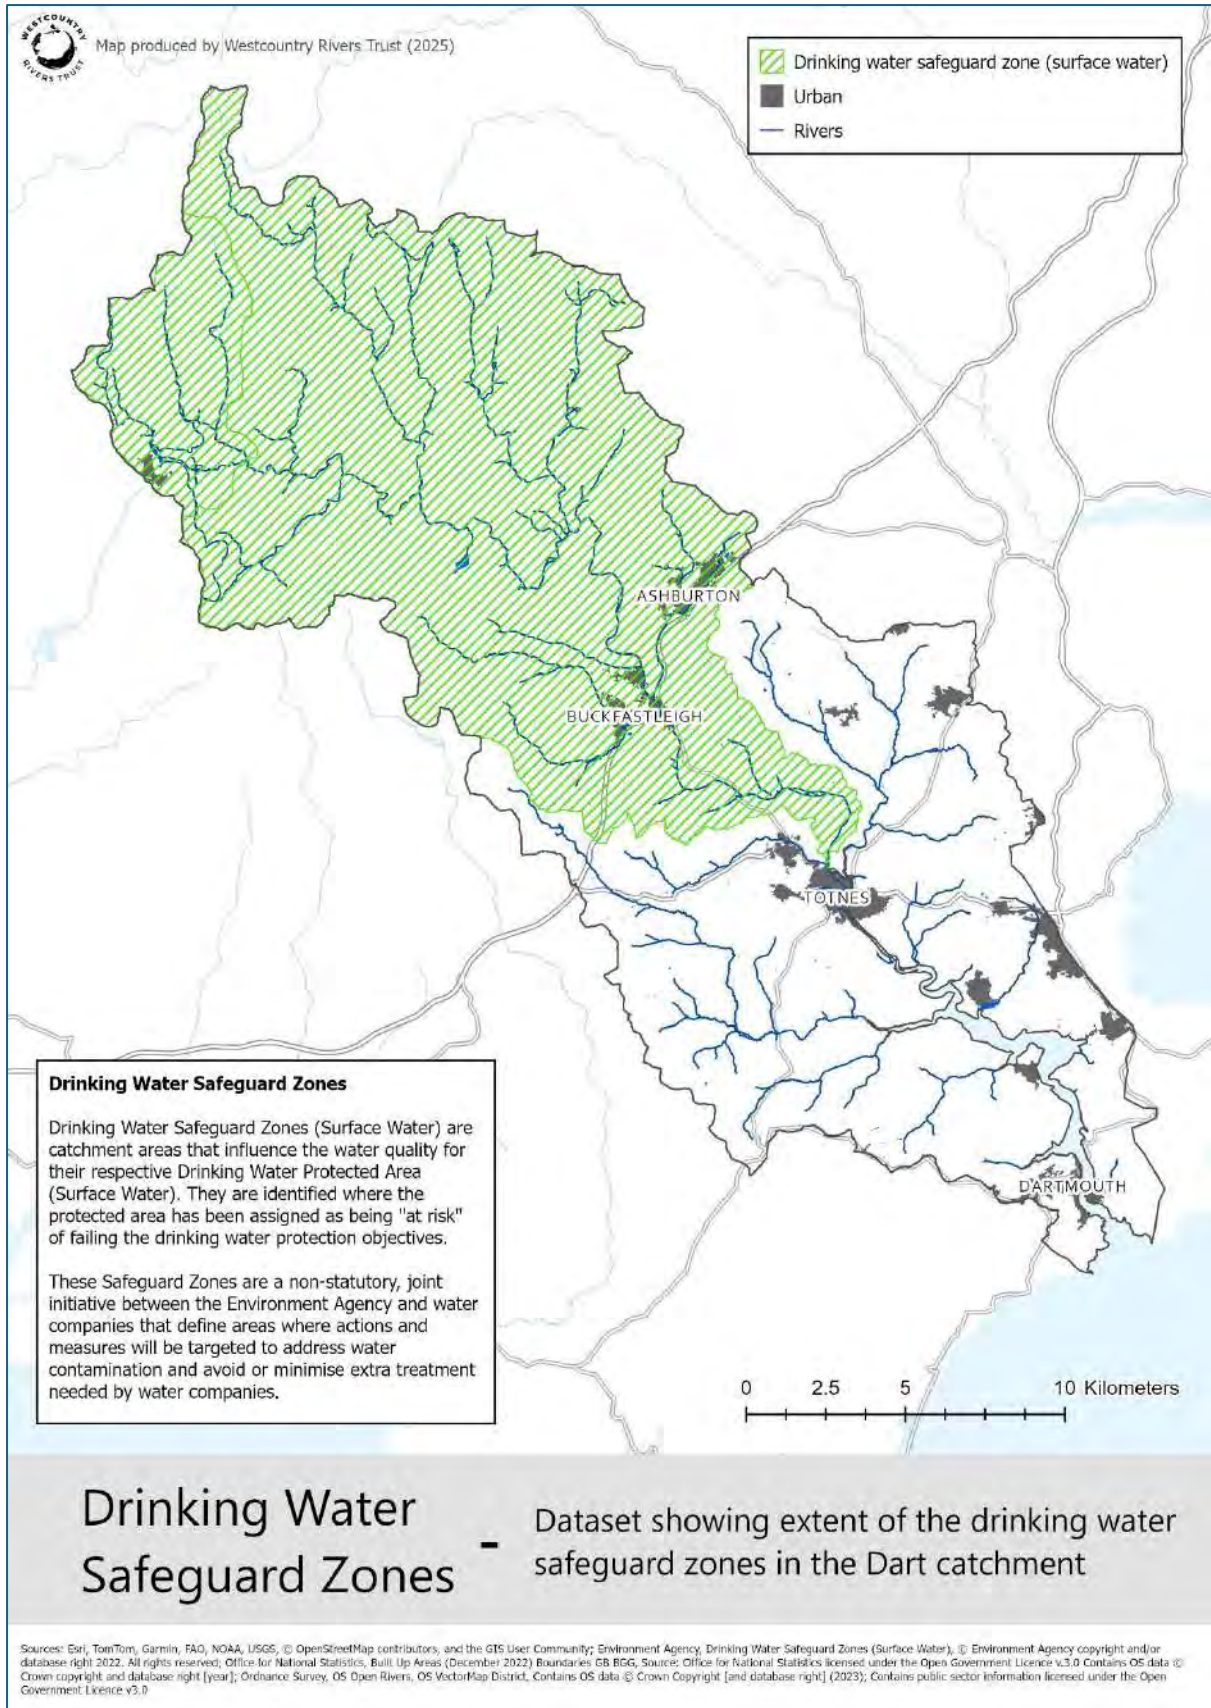 WESTCOUNTRY
RIVERS TRUST
Map produced by Westcountry Rivers Trust (2025)
Drinking water safeguard zone (surface water)
Urban
Rivers
ASHBURTON
BUCKFASTLEIGH
TOTNES
DARTMOUTH
Drinking Water Safeguard Zones
Drinking Water Safeguard Zones (Surface Water) are
catchment areas that influence the water quality for
their respective Drinking Water Protected Area
(Surface Water). They are identified where the
protected area has been assigned as being "at risk"
of failing the drinking water protection objectives.
These Safeguard Zones are a non-statutory, joint
initiative between the Environment Agency and water
companies that define areas where actions and
measures will be targeted to address water
contamination and avoid or minimise extra treatment
needed by water companies.
0 2.5 5 10 Kilometers
Drinking Water
Safeguard Zones
-
Dataset showing extent of the drinking water
safeguard zones in the Dart catchment
Sources: Esri, TomTom, Garmin, FAO, NOAA, USGS, © OpenStreetMap contributors, and the GIS User Community; Environment Agency, Drinking Water Safeguard Zones (Surface Water), © Environment Agency copyright and/or
database right 2022. All rights reserved; Office for National Statistics, Built Up Areas (December 2022) Boundaries GB BGG, Source: Office for National Statistics licensed under the Open Government Licence v.3.0 Contains OS data ©
Crown copyright and database right [year]; Ordnance Survey, OS Open Rivers, OS VectorMap District, Contains OS data © Crown Copyright [and database right] (2023); Contains public sector information licensed under the Open
Government Licence v3.0